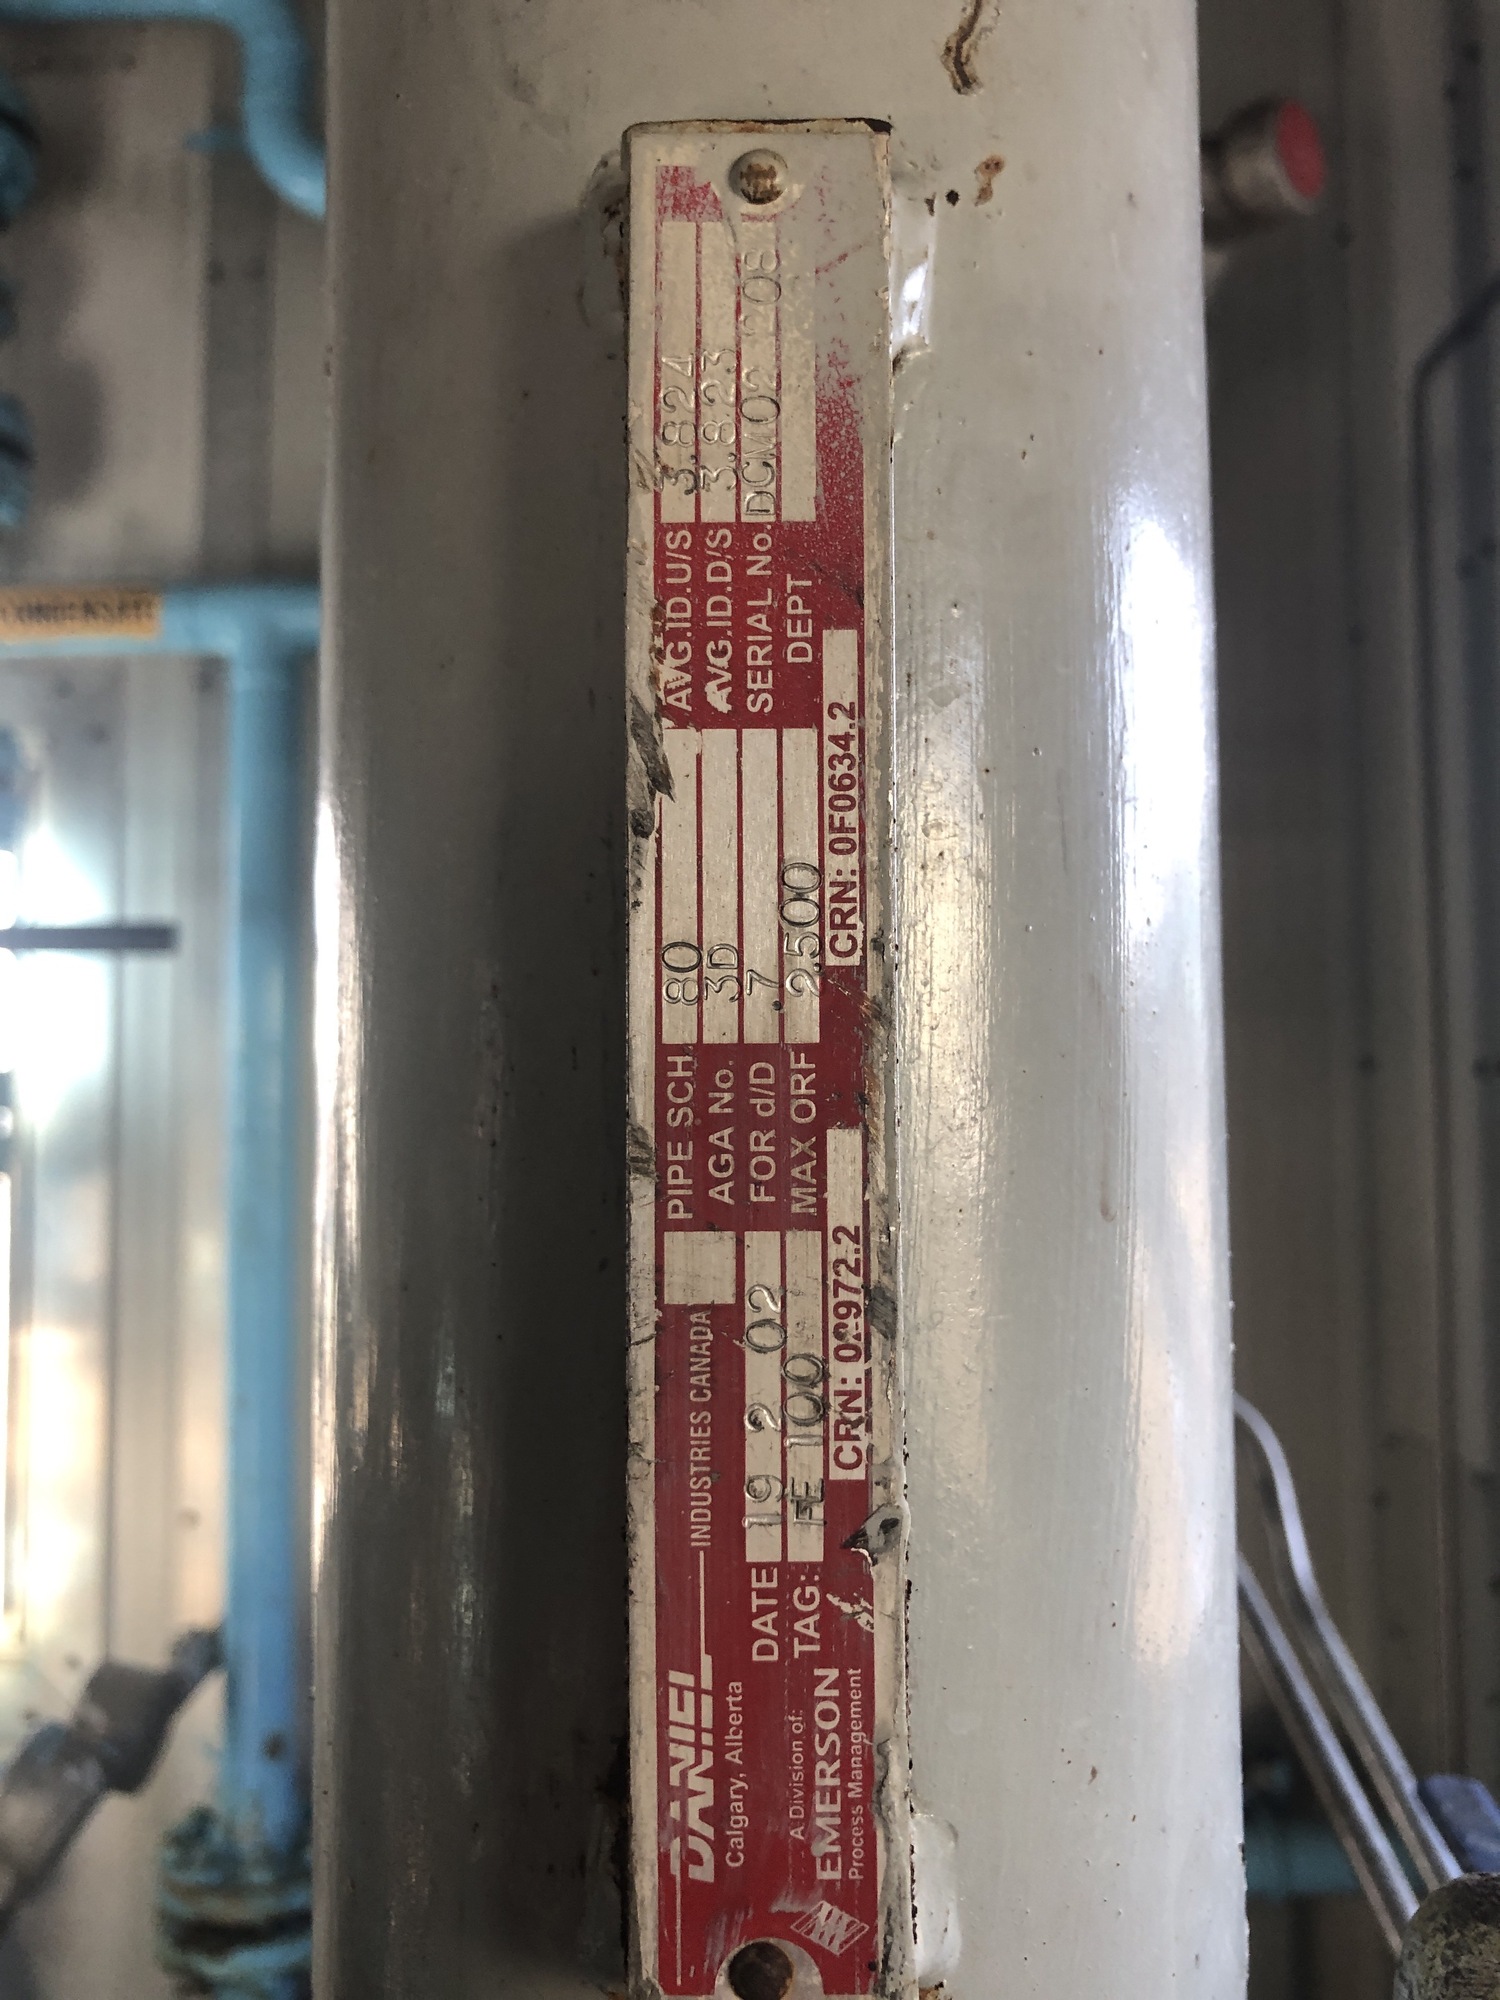 DANIEL INDUSTRIES CANADA
Calgary, Alberta
A Division of:
EMERSON
Process Management
DATE 19 2 02
TAG: FE 100
CRN: 0F0634.2
PIPE SCH. 80
AGA No. 3D
FOR d/D .7
MAX ORF 2.500
AVG.ID.U/S 3.824
AVG.ID.D/S 3.823
SERIAL No. DCM02 208
DEPT